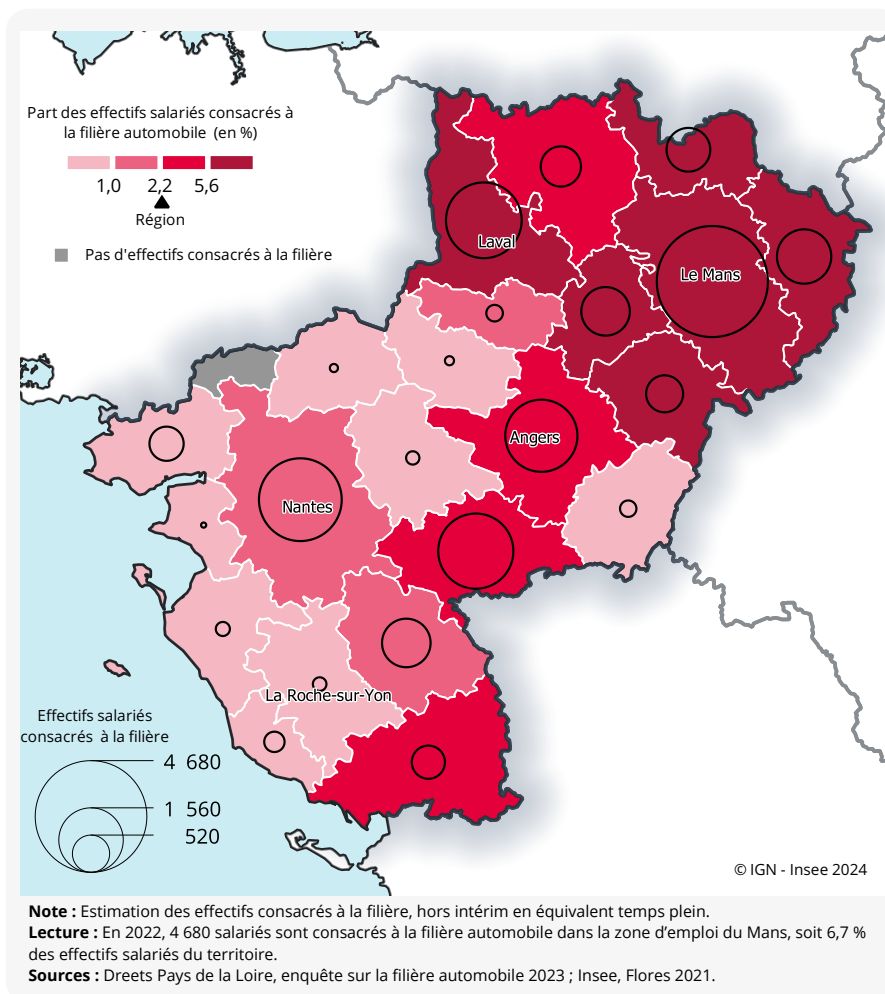 Part des effectifs salariés consacrés à
la filière automobile (en %)
1,0 2,2 5,6
Région
Pas d'effectifs consacrés à la filière
Laval
Le Mans
Angers
Nantes
La Roche-sur-Yon
Effectifs salariés
consacrés à la filière
4 680
1 560
520
© IGN - Insee 2024
Note : Estimation des effectifs consacrés à la filière, hors intérim en équivalent temps plein.
Lecture : En 2022, 4 680 salariés sont consacrés à la filière automobile dans la zone d’emploi du Mans, soit 6,7 %
des effectifs salariés du territoire.
Sources : Dreets Pays de la Loire, enquête sur la filière automobile 2023 ; Insee, Flores 2021.